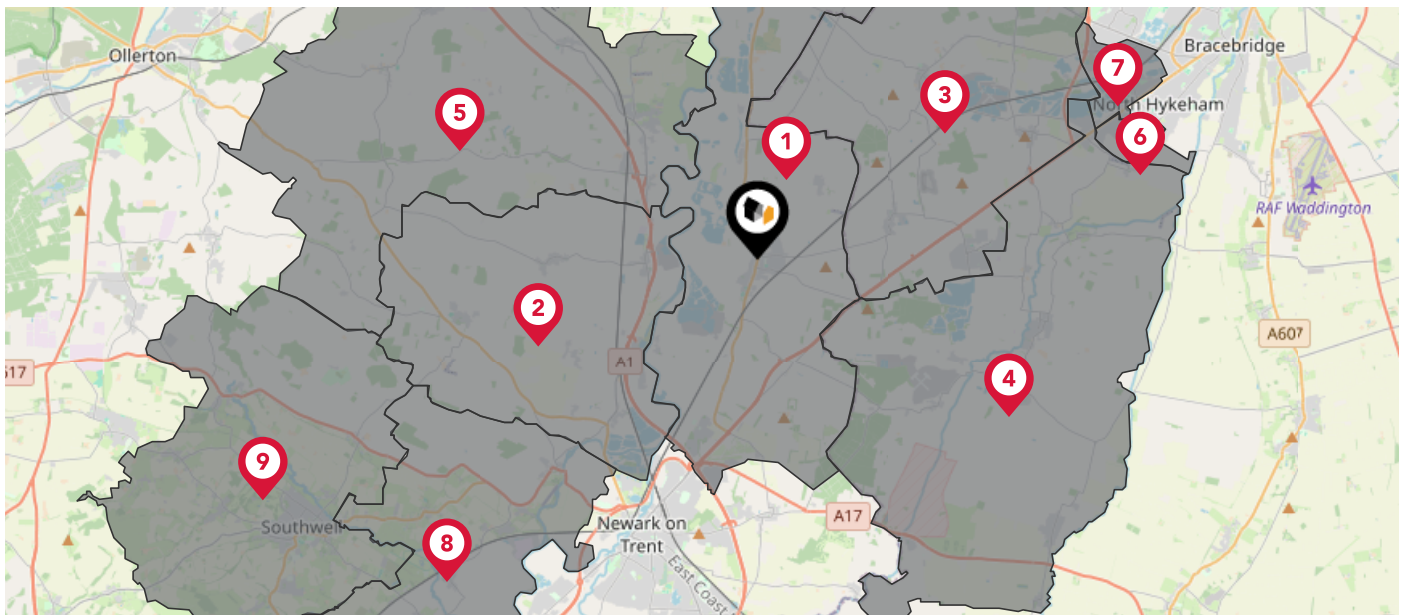 Ollerton
Bracebridge
7
3
North Hykeham
5
1
6
RAF Waddington
2
A607
A1
617
4
9
Southwell
A17
Newark on
Trent
8
East Coast